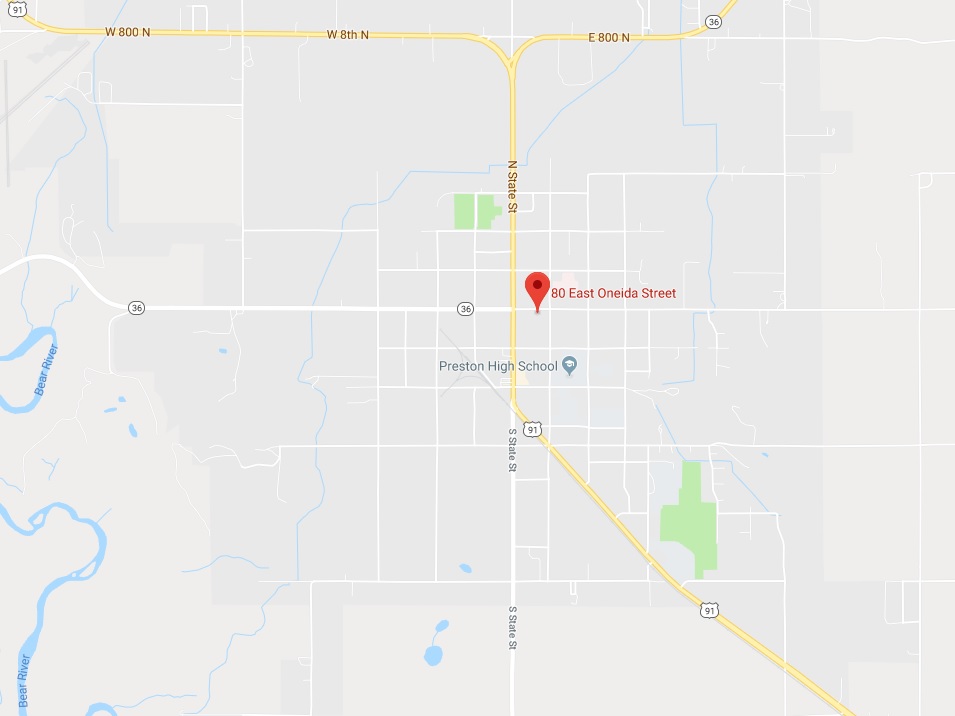 91
36
W 800 N
W 8th N
E 800 N
N State St
80 East Oneida Street
36
36
Bear River
Preston High School
91
S State St
91
S State St
Bear River